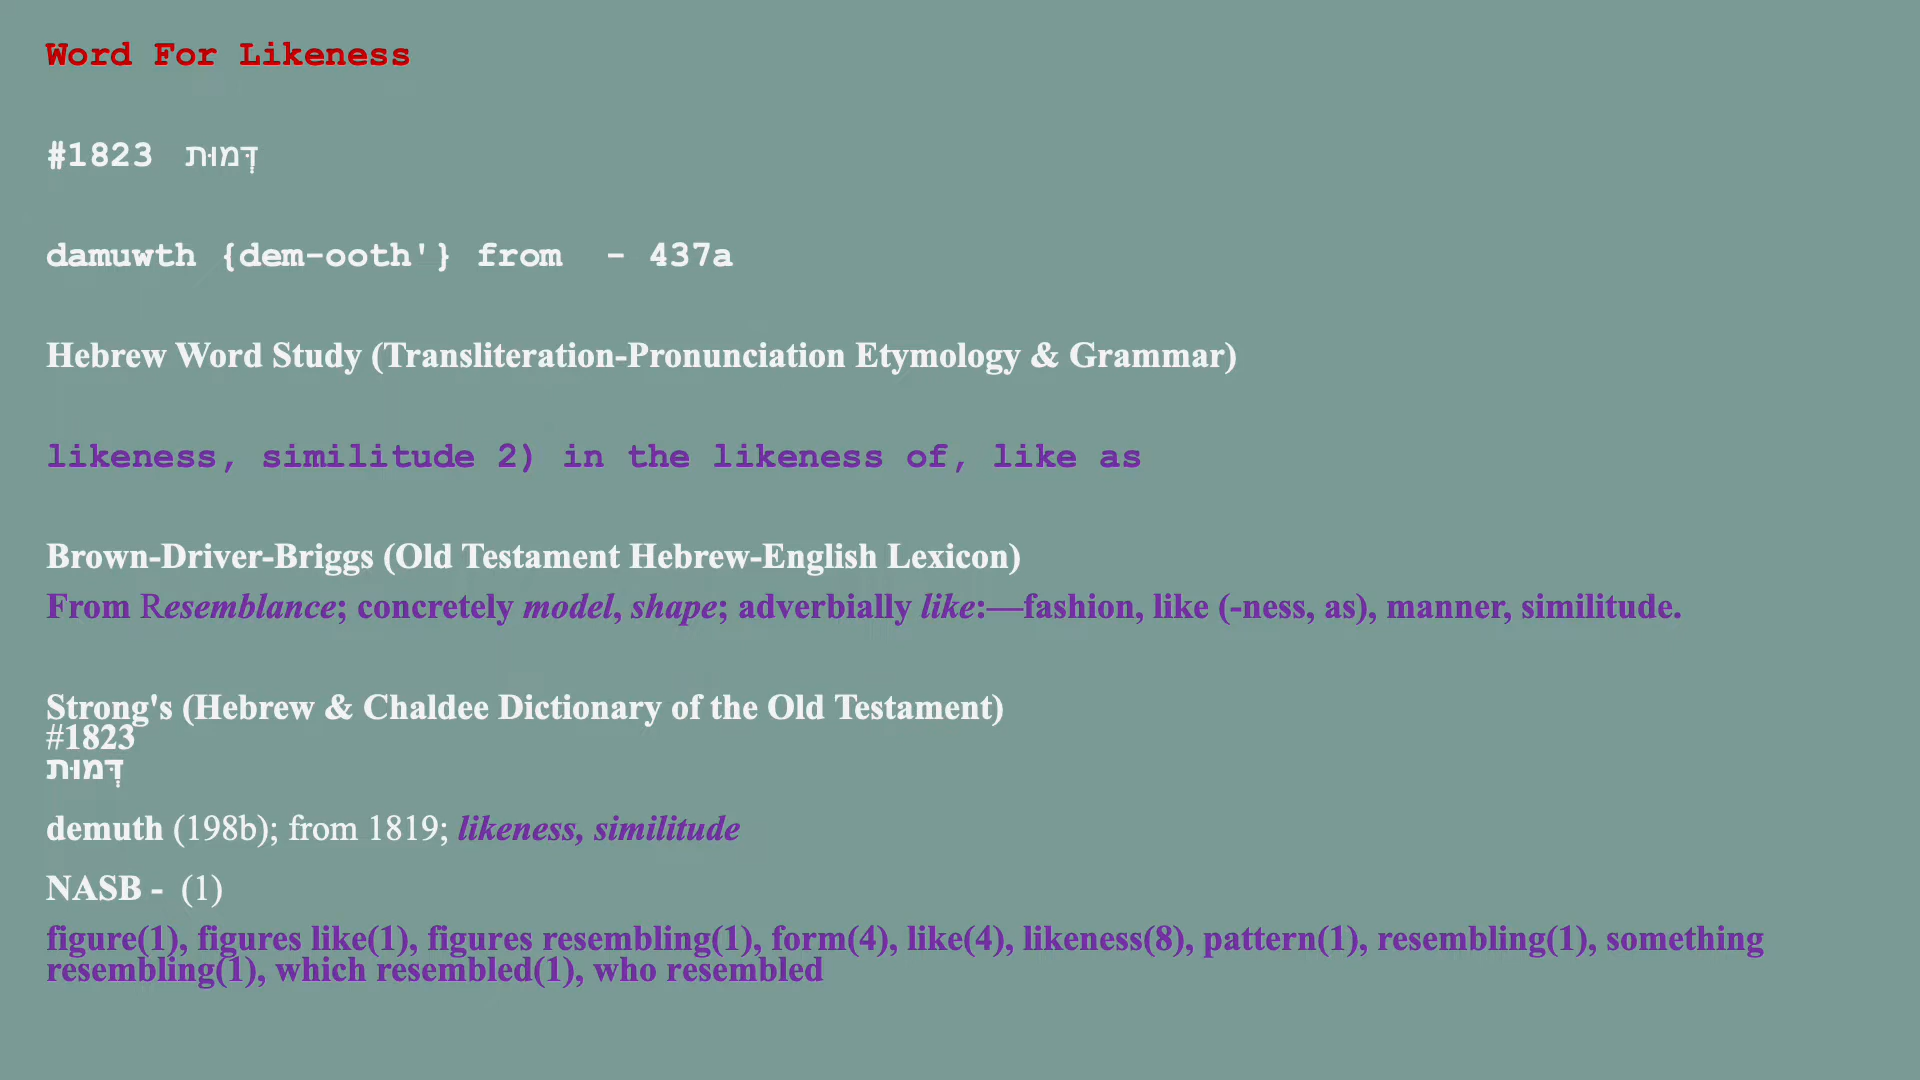 Word For Likeness
#1823 דְּמוּת
damuwth {dem-ooth'} from - 437a
Hebrew Word Study (Transliteration-Pronunciation Etymology & Grammar)
likeness, similitude 2) in the likeness of, like as
Brown-Driver-Briggs (Old Testament Hebrew-English Lexicon)
From Resemblance; concretely model, shape; adverbially like:—fashion, like (-ness, as), manner, similitude.
Strong's (Hebrew & Chaldee Dictionary of the Old Testament)
#1823
דְּמוּת
demuth (198b); from 1819; likeness, similitude
NASB - (1)
figure(1), figures like(1), figures resembling(1), form(4), like(4), likeness(8), pattern(1), resembling(1), something
resembling(1), which resembled(1), who resembled